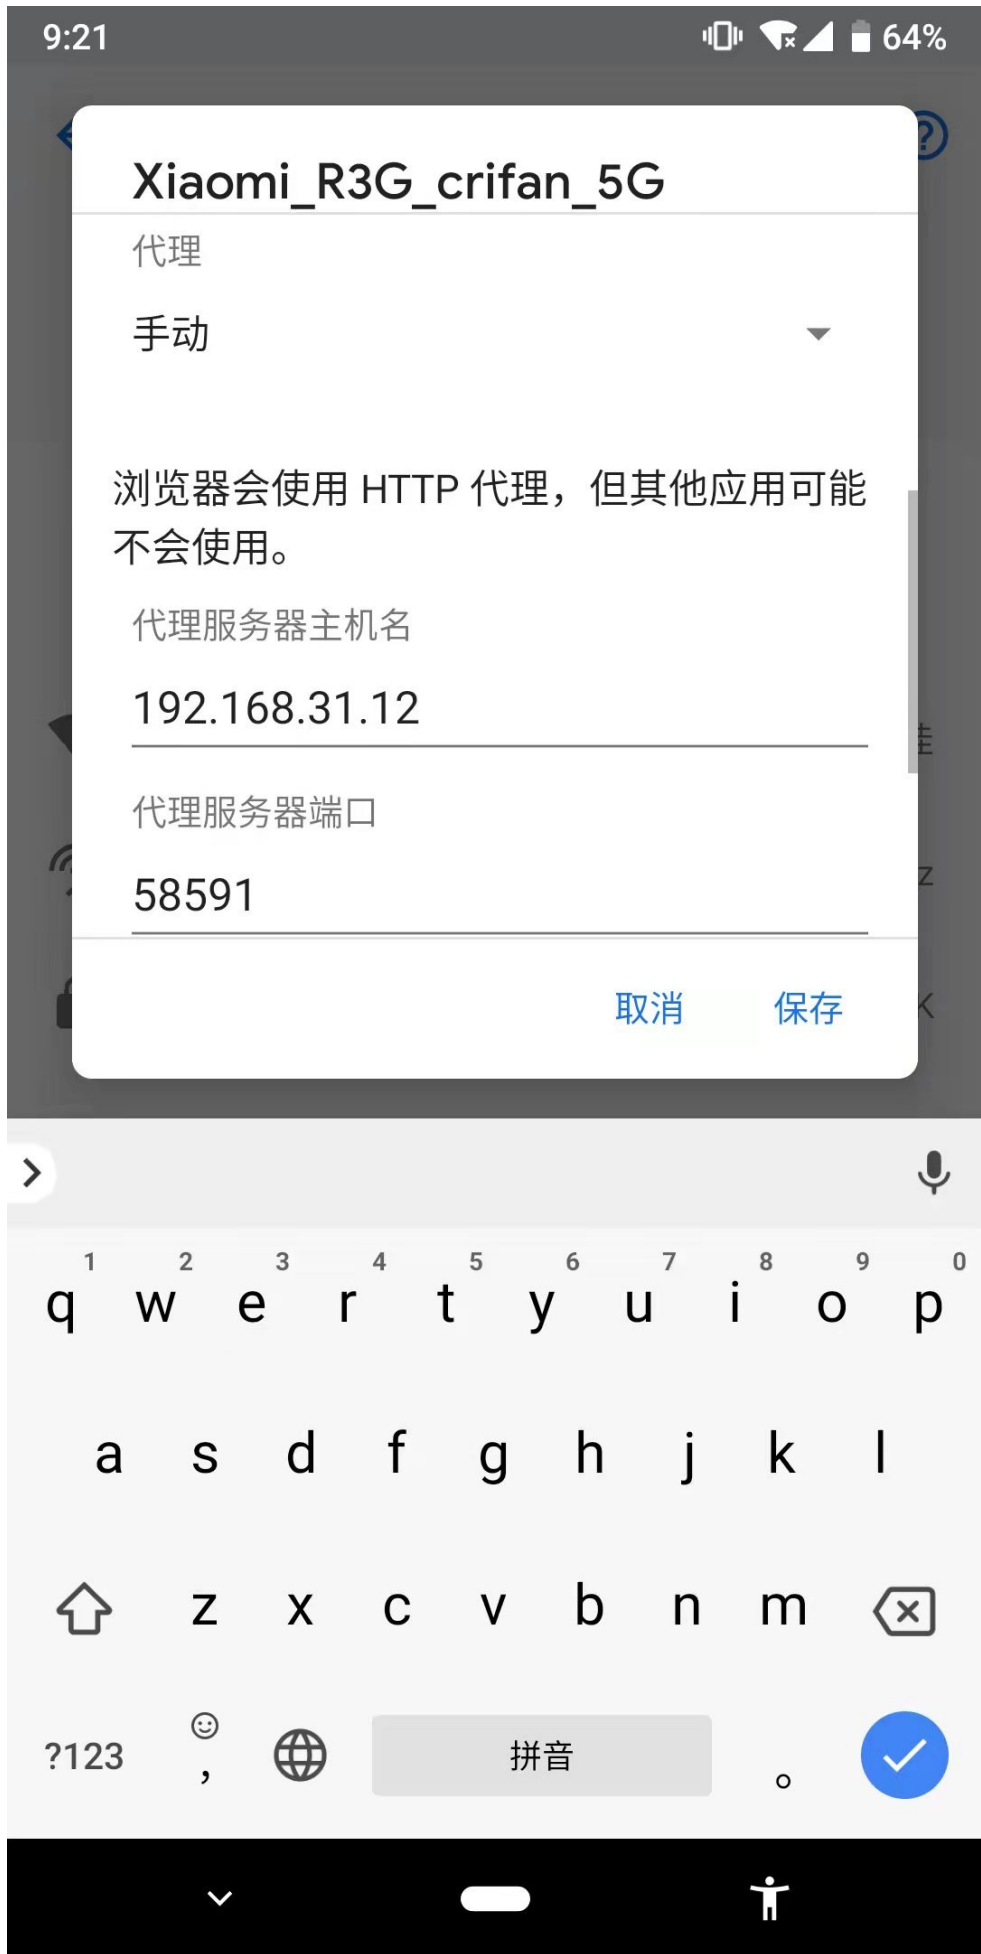 9:21
64%
Xiaomi_R3G_crifan_5G
代理
手动
浏览器会使用 HTTP 代理，但其他应用可能
不会使用。
代理服务器主机名
192.168.31.12
代理服务器端口
58591
z
K
取消 保存
1 2 3 4 5 6 7 8 9 0
q w e r t y u i o p
a s d f g h j k l
z x c v b n m
?123 , 拼音 。